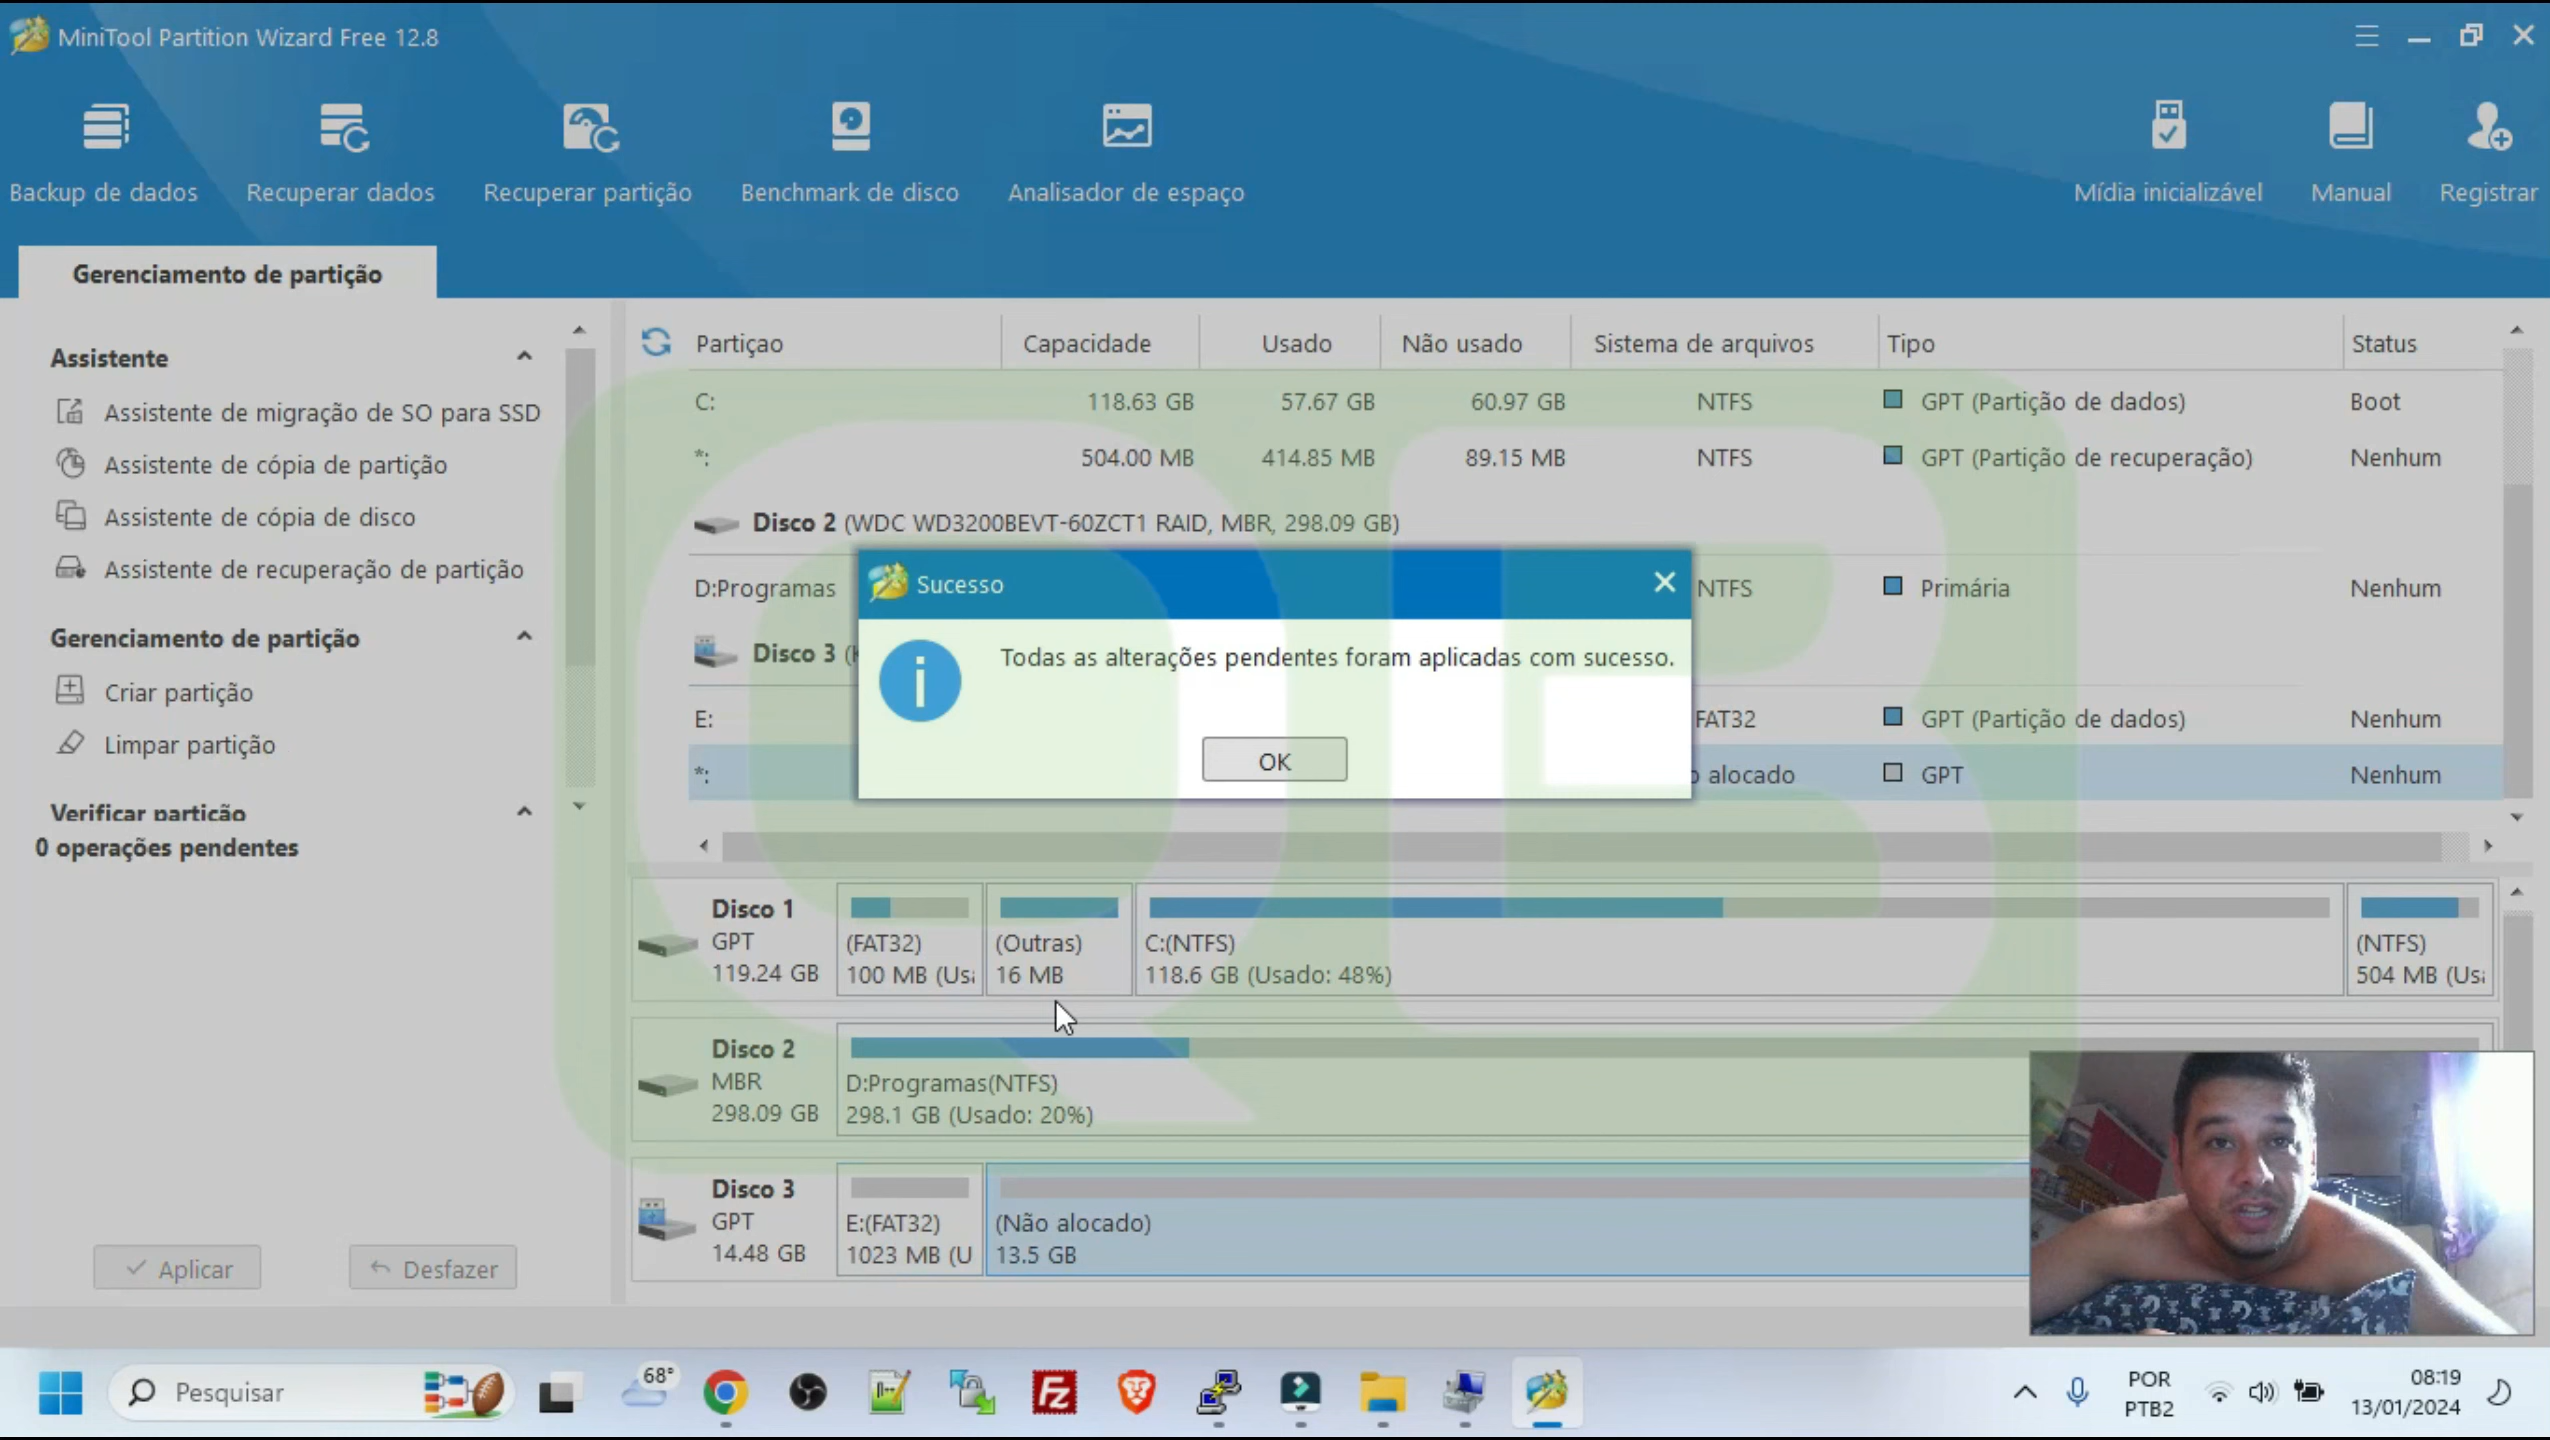 MiniTool Partition Wizard Free 12.8
Backup de dados
Recuperar dados
Recuperar partição
Benchmark de disco
Analisador de espaço
Mídia inicializável
Manual
Registrar
Gerenciamento de partição
Assistente
Assistente de migração de SO para SSD
Assistente de cópia de partição
Assistente de cópia de disco
Assistente de recuperação de partição
Gerenciamento de partição
Criar partição
Limpar partição
Verificar partição
0 operações pendentes
Aplicar
Desfazer
Partiçao Capacidade Usado Não usado Sistema de arquivos Tipo Status
C: 118.63 GB 57.67 GB 60.97 GB NTFS GPT (Partição de dados) Boot
*: 504.00 MB 414.85 MB 89.15 MB NTFS GPT (Partição de recuperação) Nenhum
Disco 2 (WDC WD3200BEVT-60ZCT1 RAID, MBR, 298.09 GB)
D:Programas NTFS Primária Nenhum
Disco 3
E: FAT32 GPT (Partição de dados) Nenhum
*: alocado GPT Nenhum
Sucesso
Todas as alterações pendentes foram aplicadas com sucesso.
OK
Disco 1
GPT
119.24 GB
(FAT32)
100 MB (Usa
(Outras)
16 MB
C:(NTFS)
118.6 GB (Usado: 48%)
(NTFS)
504 MB (Usa
Disco 2
MBR
298.09 GB
D:Programas(NTFS)
298.1 GB (Usado: 20%)
Disco 3
GPT
14.48 GB
E:(FAT32)
1023 MB (U
(Não alocado)
13.5 GB
Pesquisar
68°
POR
PTB2
08:19
13/01/2024